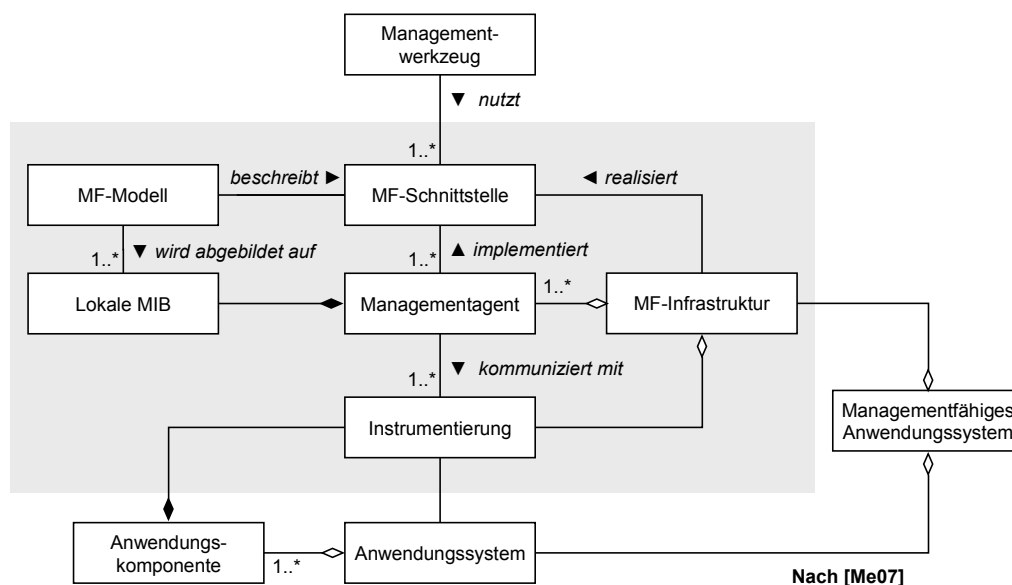 Management-
werkzeug
▼ nutzt
1..*
MF-Modell
beschreibt ►
MF-Schnittstelle
◄ realisiert
1..*
▼ wird abgebildet auf
1..*
▲ implementiert
Lokale MIB
Managementagent
1..*
MF-Infrastruktur
1..*
▼ kommuniziert mit
Instrumentierung
Managementfähiges
Anwendungssystem
Anwendungs-
komponente
1..*
Anwendungssystem
Nach [Me07]